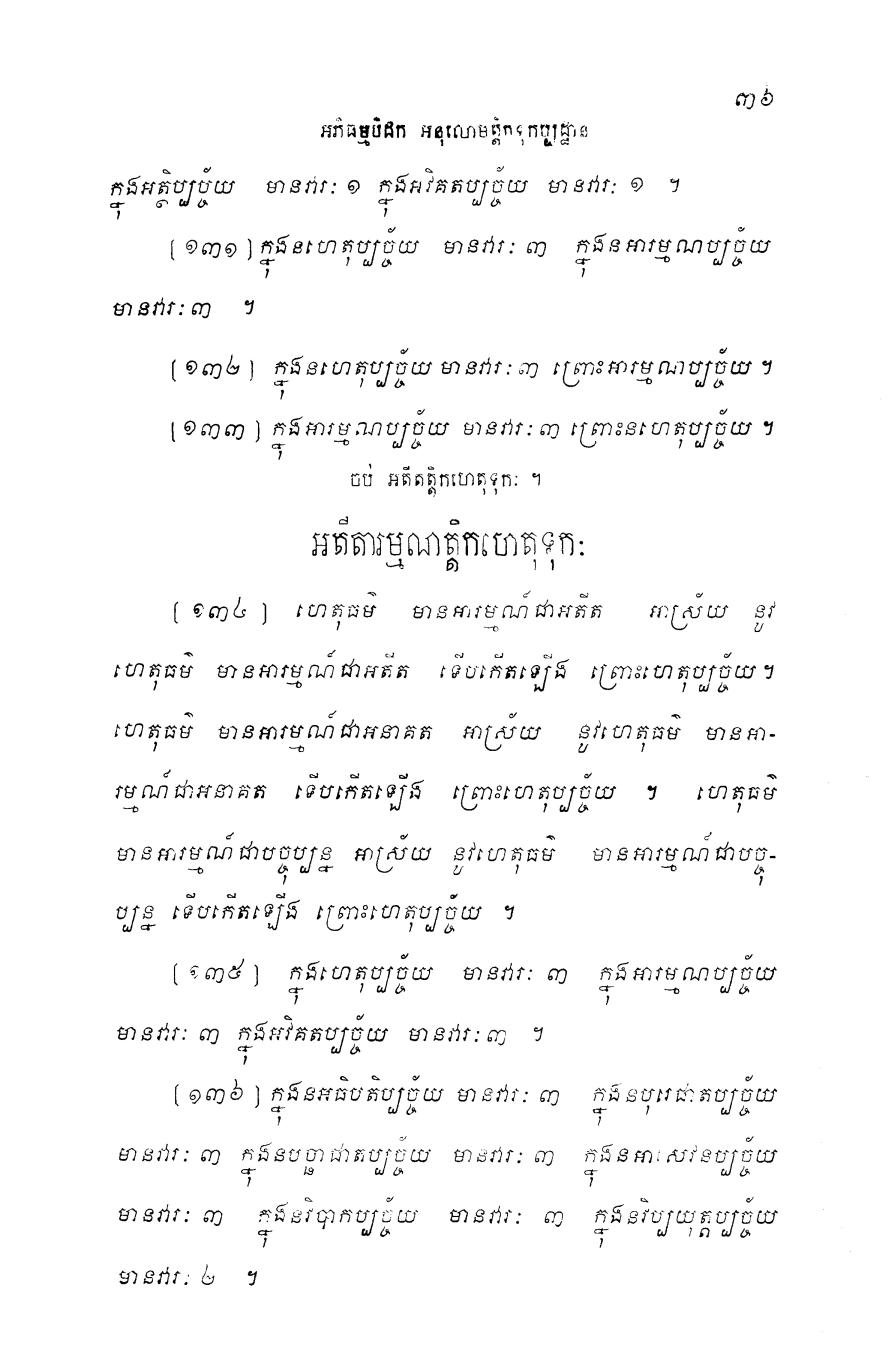 ៣៦
អភិធម្មបិដក អនុលោមត្តិកទុកប្បដ្ឋាន
ក្នុងអត្ថិប្បច្ច័យ មានវារៈ ១ ក្នុងអវិគតប្បច្ច័យ មានវារៈ ១ ។
[ ១៣១ ] ក្នុងនហេតុប្បច្ច័យ មានវារៈ ៣ ក្នុងនអារម្មណប្បច្ច័យ
មានវារៈ ៣ ។
[ ១៣២ ] ក្នុងនហេតុប្បច្ច័យ មានវារៈ ៣ ព្រោះអារម្មណប្បច្ច័យ ។
[ ១៣៣ ] ក្នុងអារម្មណប្បច្ច័យ មានវារៈ ៣ ព្រោះនហេតុប្បច្ច័យ ។
ចប់ អតីតត្តិកហេតុទុកៈ ។
អតីតារម្មណត្តិកហេតុទុកៈ
[ ១៣៤ ] ហេតុធម៌ មានអារម្មណ៍ជាអតីត អាស្រ័យ នូវ
ហេតុធម៌ មានអារម្មណ៍ជាអតីត ទើបកើតឡើង ព្រោះហេតុប្បច្ច័យ ។
ហេតុធម៌ មានអារម្មណ៍ជាអនាគត អាស្រ័យ នូវហេតុធម៌ មានអា-
រម្មណ៍ជាអនាគត ទើបកើតឡើង ព្រោះហេតុប្បច្ច័យ ។ ហេតុធម៌
មានអារម្មណ៍ជាបច្ចុប្បន្ន អាស្រ័យ នូវហេតុធម៌ មានអារម្មណ៍ជាបច្ចុ-
ប្បន្ន ទើបកើតឡើង ព្រោះហេតុប្បច្ច័យ ។
[ ១៣៥ ] ក្នុងហេតុប្បច្ច័យ មានវារៈ ៣ ក្នុងអារម្មណប្បច្ច័យ
មានវារៈ ៣ ក្នុងអវិគតប្បច្ច័យ មានវារៈ ៣ ។
[ ១៣៦ ] ក្នុងនអធិបតិប្បច្ច័យ មានវារៈ ៣ ក្នុងនបុរេជាតប្បច្ច័យ
មានវារៈ ៣ ក្នុងនបច្ឆាជាតប្បច្ច័យ មានវារៈ ៣ ក្នុងនអាសេវនប្បច្ច័យ
មានវារៈ ៣ ក្នុងនវិបាកប្បច្ច័យ មានវារៈ ៣ ក្នុងនវិប្បយុត្តប្បច្ច័យ
មានវារៈ ៤ ។